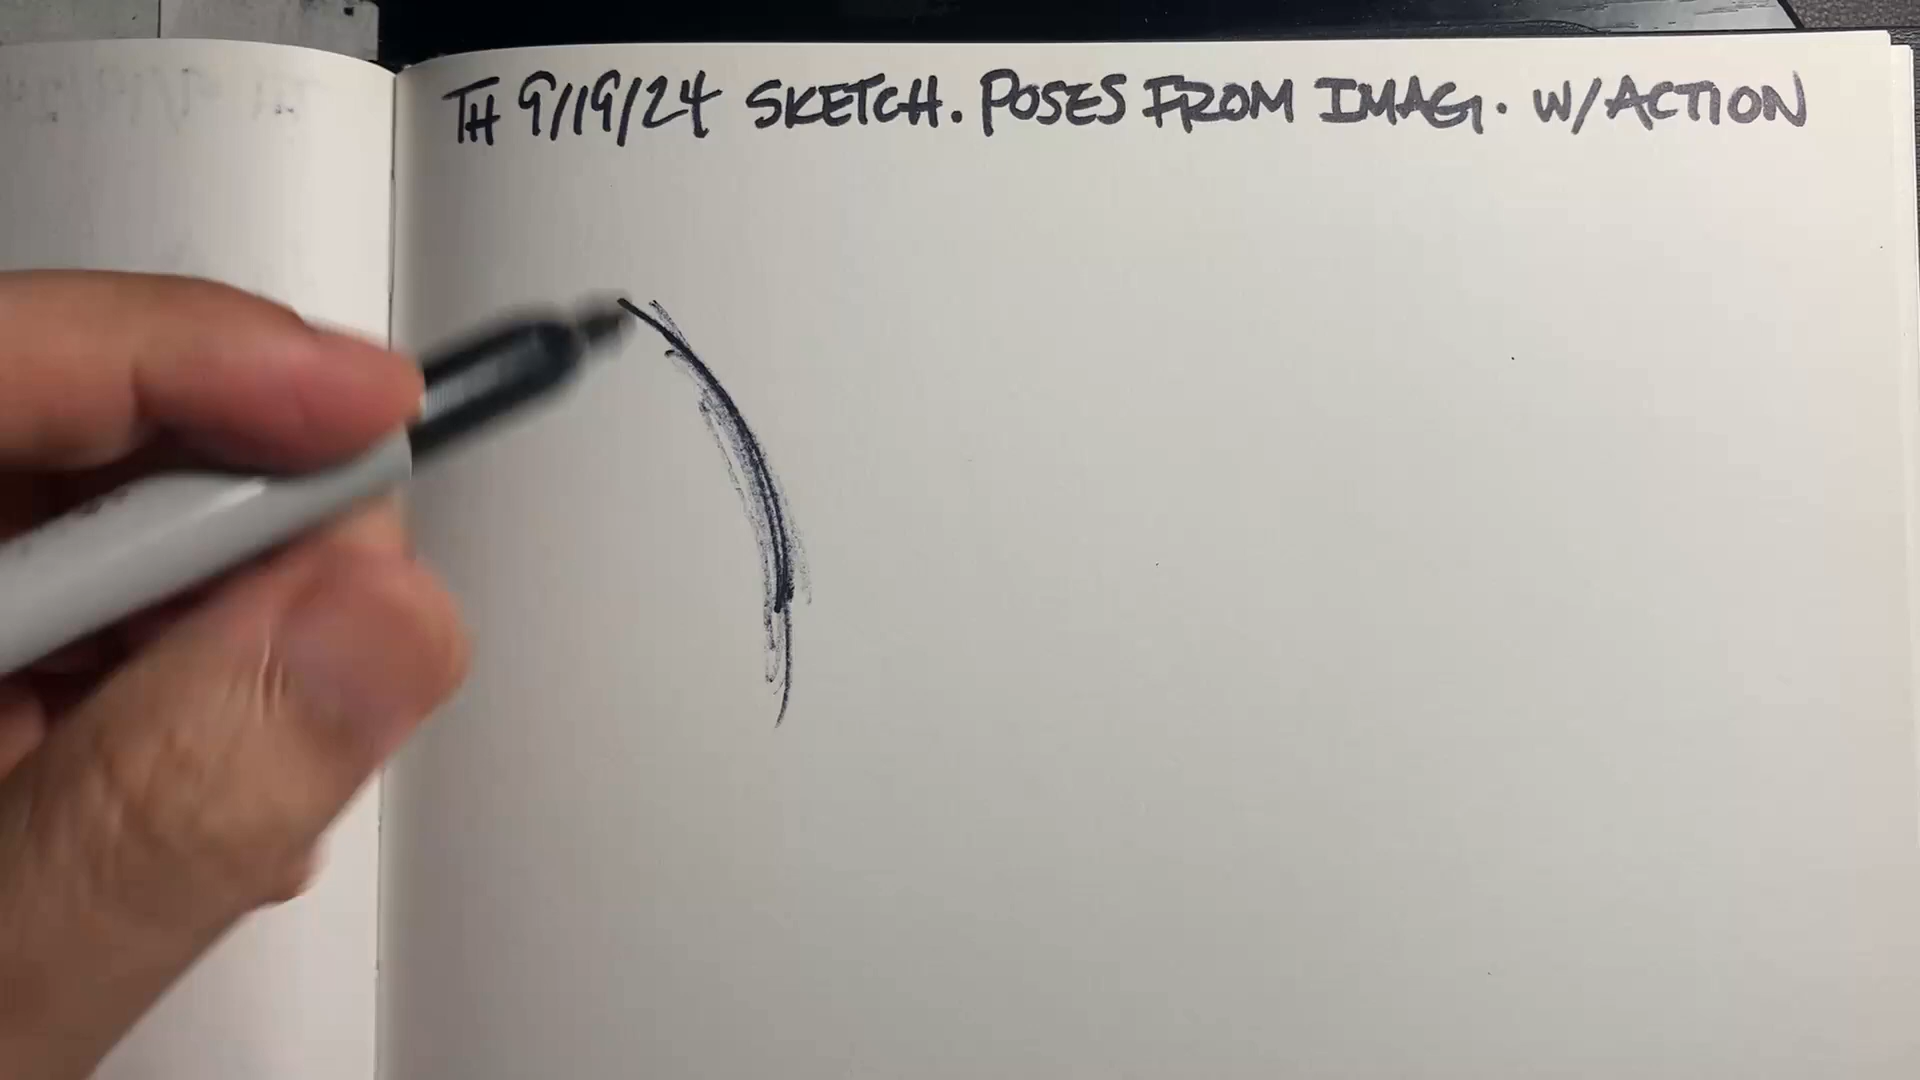 TH 9/19/24 SKETCH. POSES FROM IMAG. W/ACTION